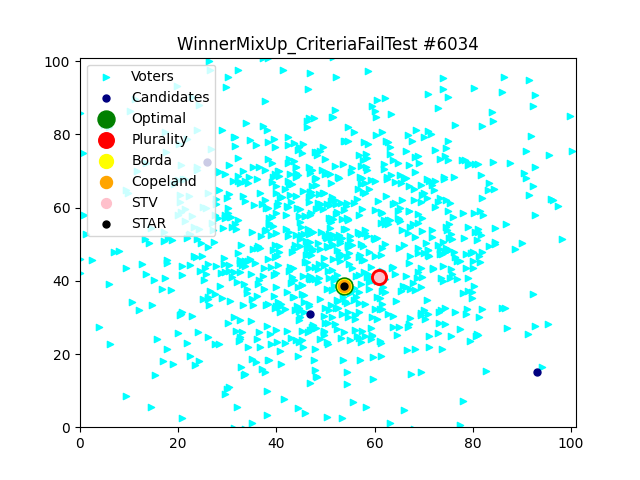 WinnerMixUp_CriteriaFailTest #6034
100
80
60
40
20
0
Voters
Candidates
Optimal
Plurality
Borda
Copeland
STV
STAR
0 20 40 60 80 100